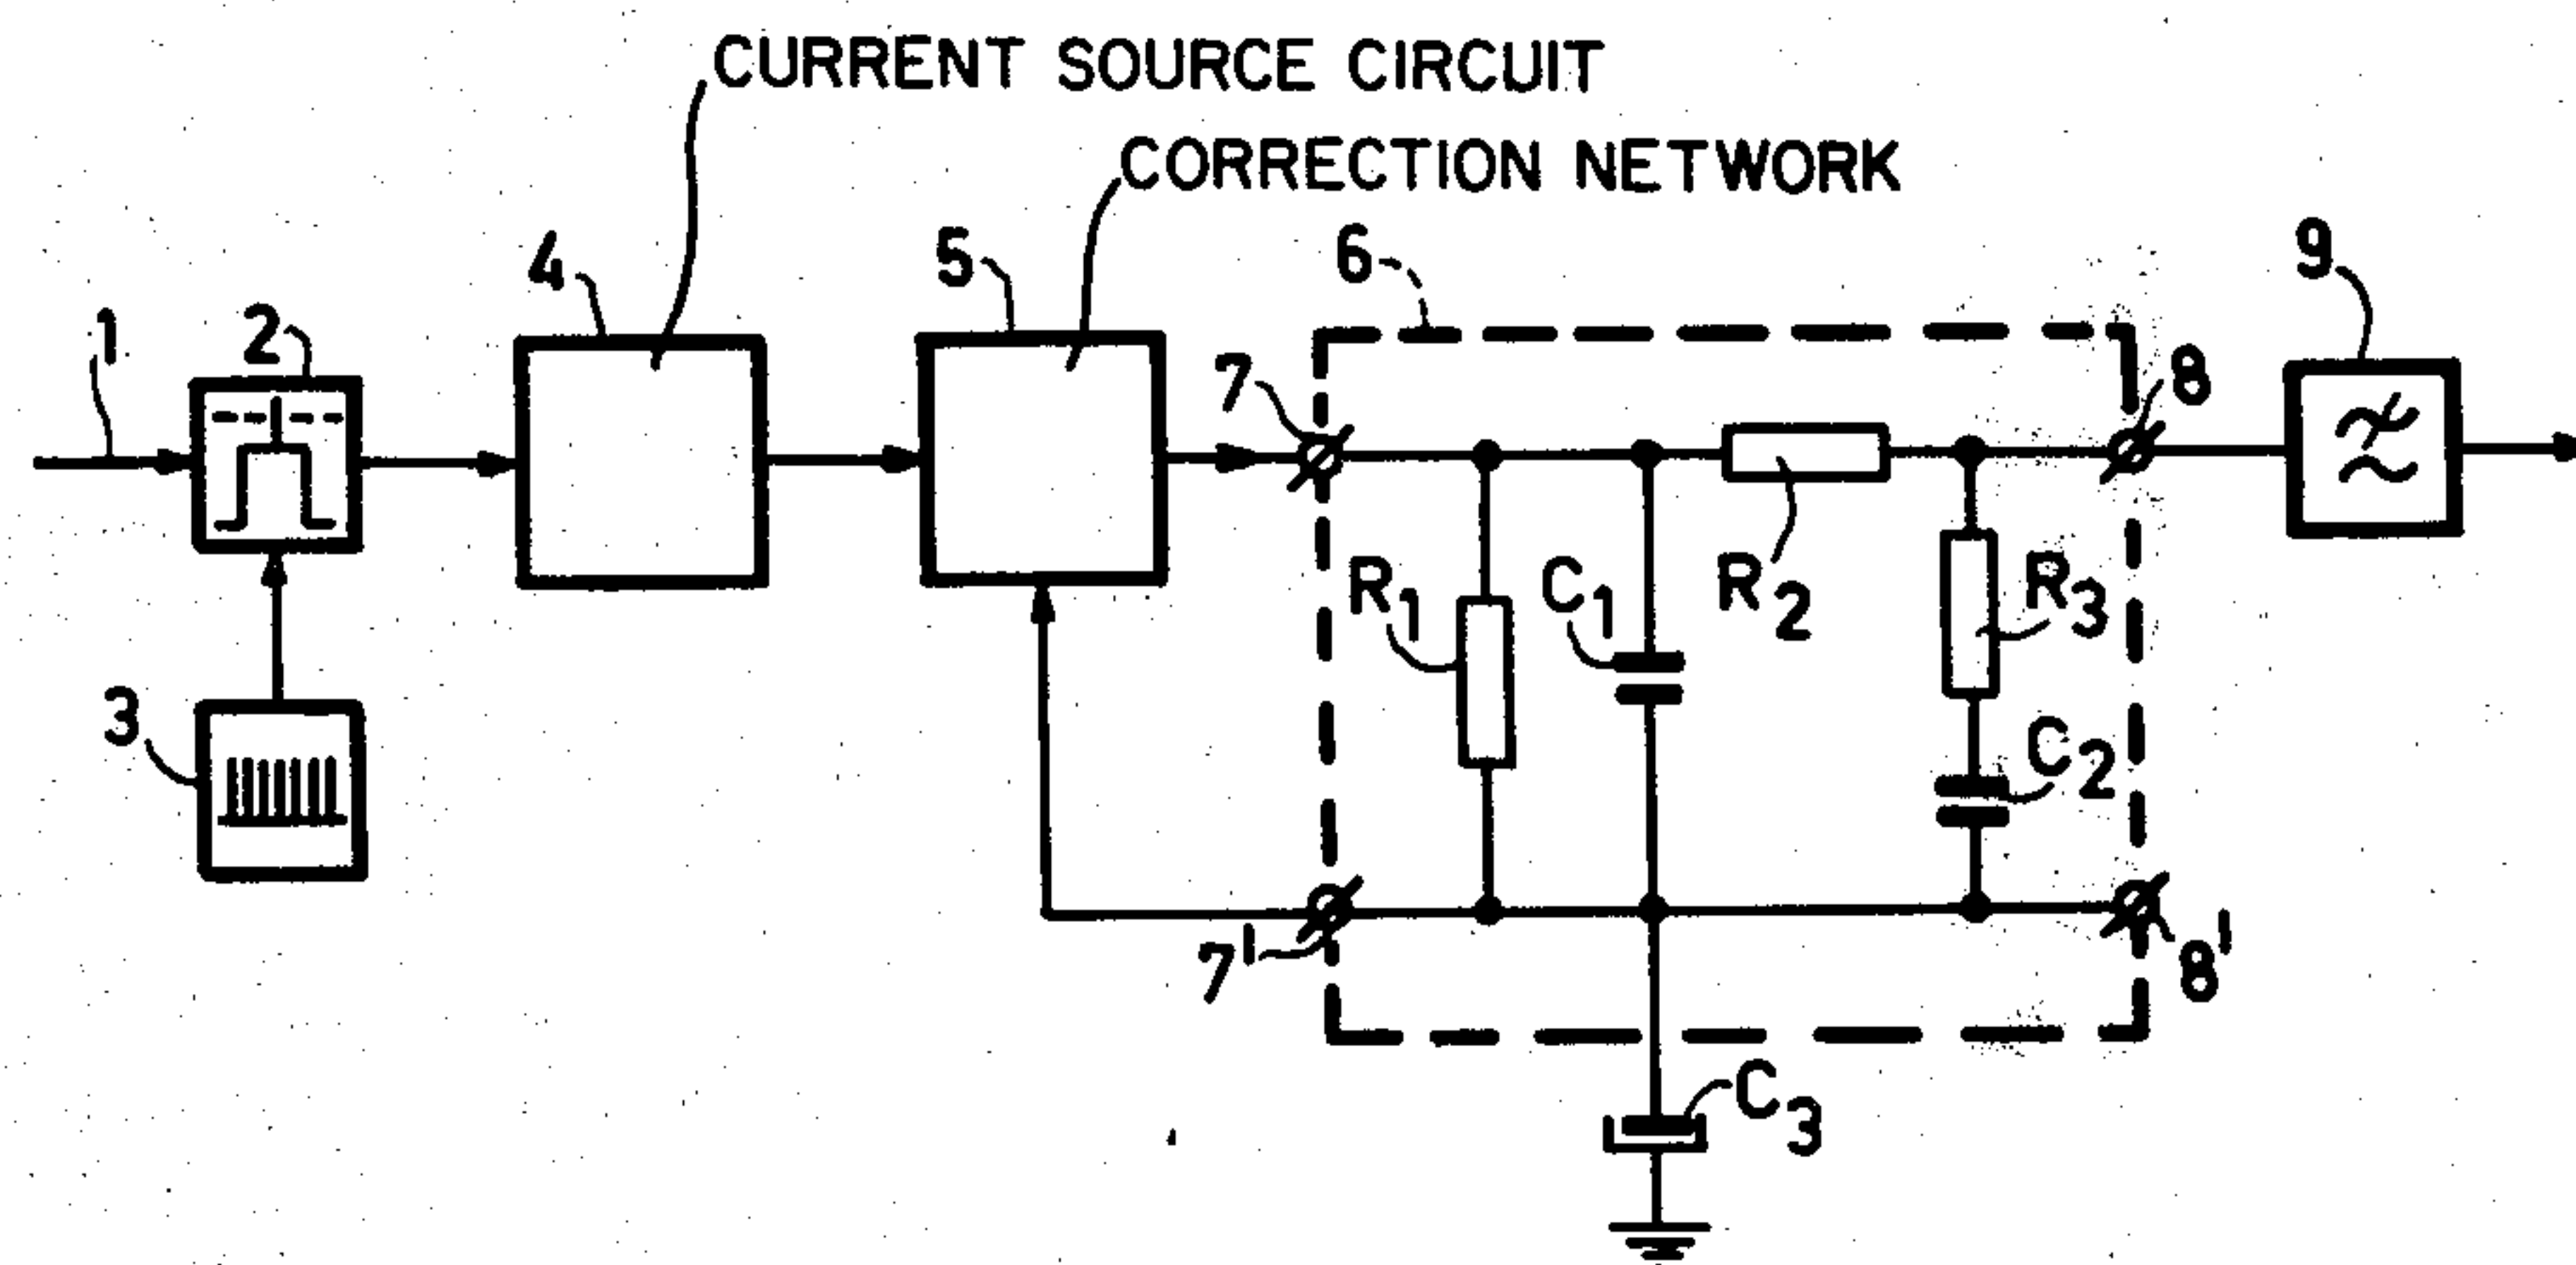 CURRENT SOURCE CIRCUIT
CORRECTION NETWORK
1
2
3
4
5
6
7
8
9
R1
C1
R2
R3
C2
7'
8'
C3